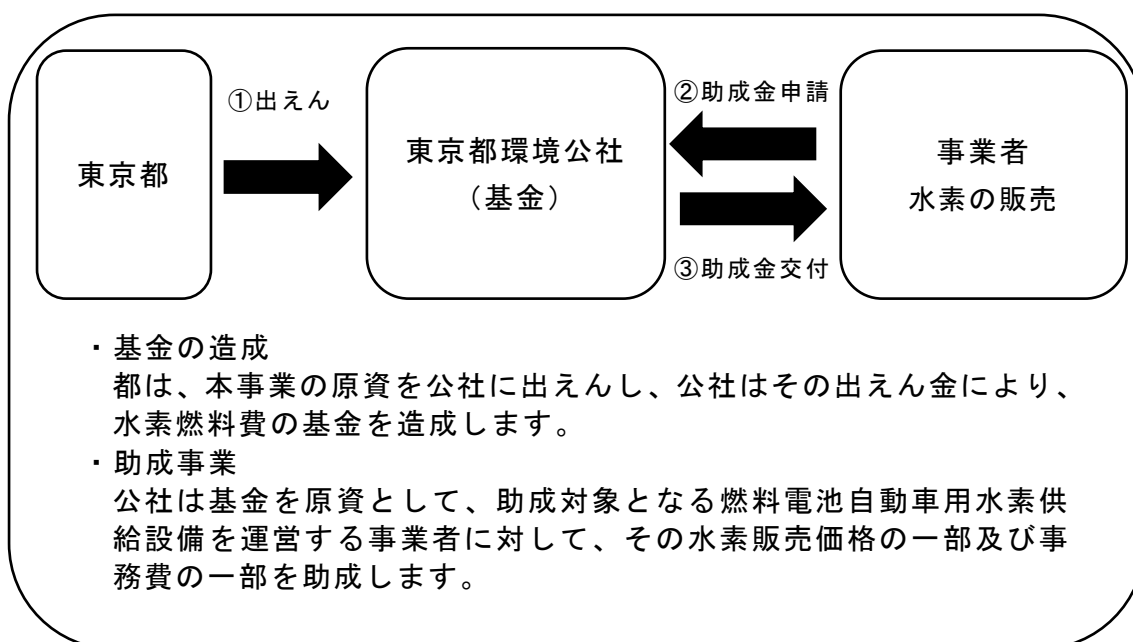 東京都
①出えん
東京都環境公社
（基金）
②助成金申請
③助成金交付
事業者
水素の販売
・基金の造成
都は、本事業の原資を公社に出えんし、公社はその出えん金により、
水素燃料費の基金を造成します。
・助成事業
公社は基金を原資として、助成対象となる燃料電池自動車用水素供
給設備を運営する事業者に対して、その水素販売価格の一部及び事
務費の一部を助成します。